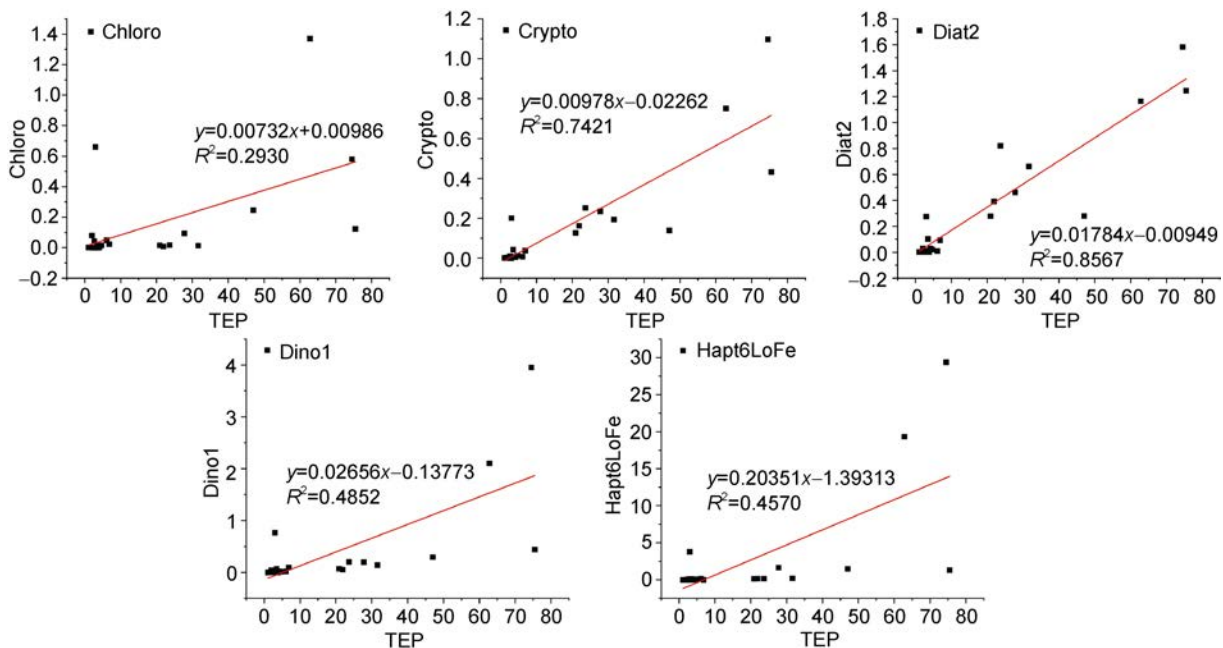 Chloro
y=0.00732x+0.00986
R²=0.2930
Chloro
1.4
1.2
1.0
0.8
0.6
0.4
0.2
0.0
−0.2
0 10 20 30 40 50 60 70 80
TEP
Crypto
y=0.00978x−0.02262
R²=0.7421
Crypto
1.2
1.0
0.8
0.6
0.4
0.2
0.0
0 10 20 30 40 50 60 70 80
TEP
Diat2
y=0.01784x−0.00949
R²=0.8567
Diat2
1.8
1.6
1.4
1.2
1.0
0.8
0.6
0.4
0.2
0.0
−0.2
0 10 20 30 40 50 60 70 80
TEP
Dino1
y=0.02656x−0.13773
R²=0.4852
Dino1
4
3
2
1
0
0 10 20 30 40 50 60 70 80
TEP
Hapt6LoFe
y=0.20351x−1.39313
R²=0.4570
Hapt6LoFe
30
25
20
15
10
5
0
0 10 20 30 40 50 60 70 80
TEP